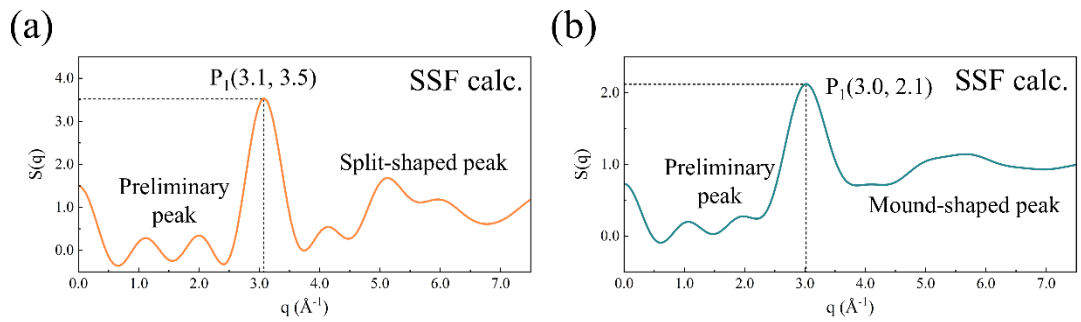 (a)
P₁(3.1, 3.5)
SSF calc.
4.0
3.0
2.0
1.0
0.0
S(q)
Preliminary
peak
Split-shaped peak
0.0 1.0 2.0 3.0 4.0 5.0 6.0 7.0
q (Å⁻¹)
(b)
SSF calc.
P₁(3.0, 2.1)
2.0
1.0
0.0
S(q)
Preliminary
peak
Mound-shaped peak
0.0 1.0 2.0 3.0 4.0 5.0 6.0 7.0
q (Å⁻¹)